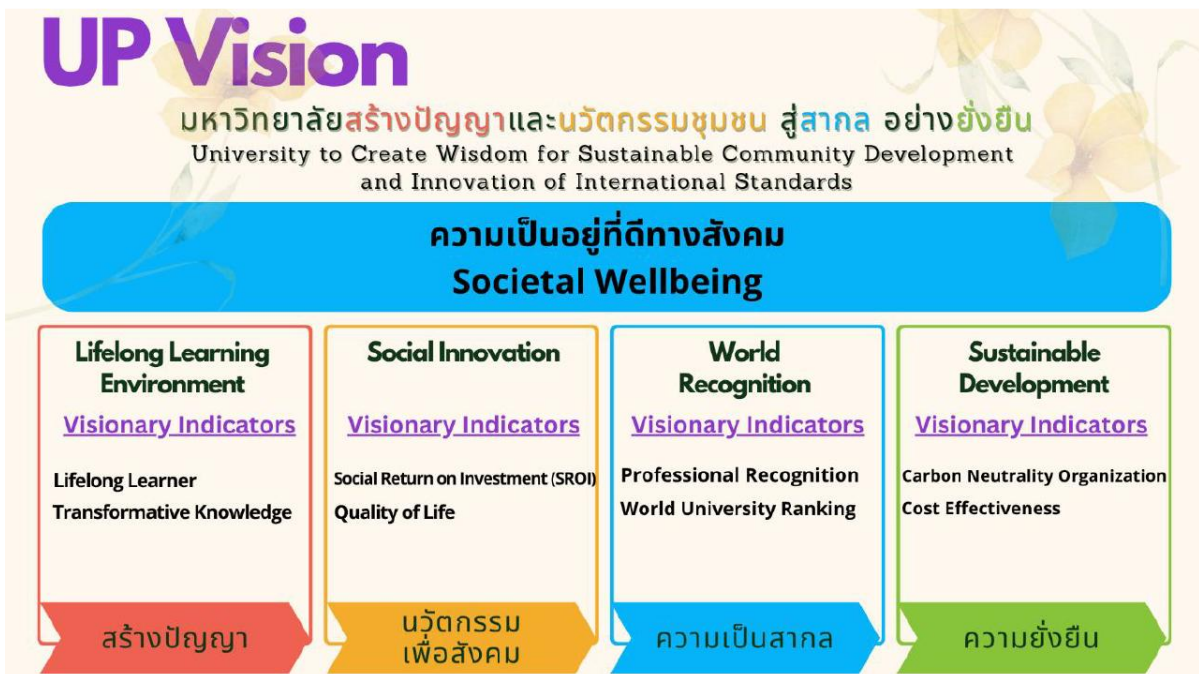 UP Vision
มหาวิทยาลัยสร้างปัญญาและนวัตกรรมชุมชน สู่สากล อย่างยั่งยืน
University to Create Wisdom for Sustainable Community Development
and Innovation of International Standards
ความเป็นอยู่ที่ดีทางสังคม
Societal Wellbeing
Lifelong Learning
Environment
Visionary Indicators
Lifelong Learner
Transformative Knowledge
สร้างปัญญา
Social Innovation
Visionary Indicators
Social Return on Investment (SROI)
Quality of Life
นวัตกรรม
เพื่อสังคม
World
Recognition
Visionary Indicators
Professional Recognition
World University Ranking
ความเป็นสากล
Sustainable
Development
Visionary Indicators
Carbon Neutrality Organization
Cost Effectiveness
ความยั่งยืน